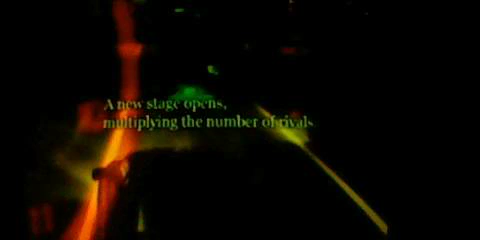 A new stage opens,
multiplying the number of rivals